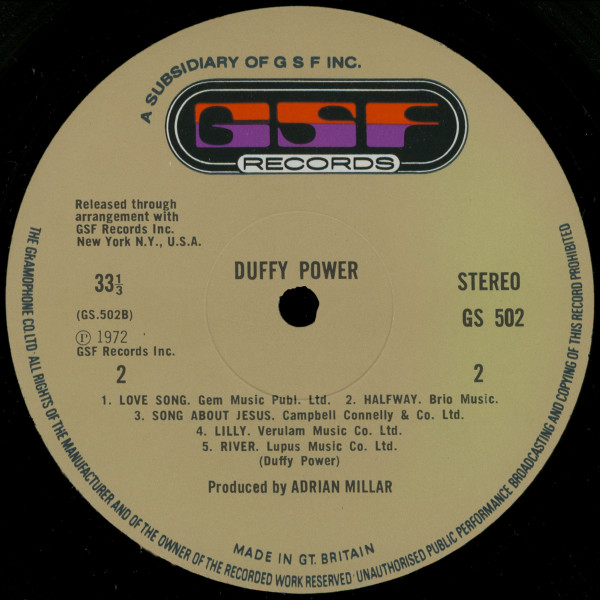 A SUBSIDIARY OF G S F INC.
GSF
RECORDS
Released through
arrangement with
GSF Records Inc.
New York N.Y., U.S.A.
DUFFY POWER
33⅓
STEREO
(GS.502B)
GS 502
Ⓟ 1972
GSF Records Inc.
2
2
1. LOVE SONG. Gem Music Publ. Ltd. 2. HALFWAY. Brio Music.
3. SONG ABOUT JESUS. Campbell Connelly & Co. Ltd.
4. LILLY. Verulam Music Co. Ltd.
5. RIVER. Lupus Music Co. Ltd.
(Duffy Power)
Produced by ADRIAN MILLAR
MADE IN GT. BRITAIN
THE GRAMOPHONE CO. LTD·ALL RIGHTS OF THE MANUFACTURER AND OF THE OWNER OF THE RECORDED WORK RESERVED·UNAUTHORISED PUBLIC PERFORMANCE BROADCASTING AND COPYING OF THIS RECORD PROHIBITED